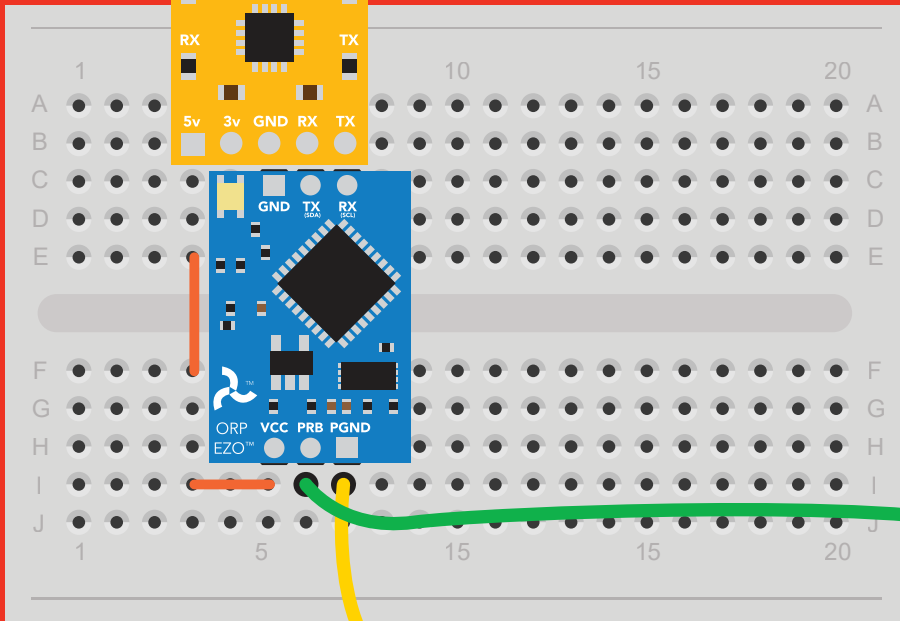 RX TX
1 10 15 20
A A
5v 3v GND RX TX
B B
C C
GND TX RX
(SDA) (SCL)
D D
E E
F F
TM
G G
ORP VCC PRB PGND
H H
EZO™
I I
J J
1 5 15 15 20